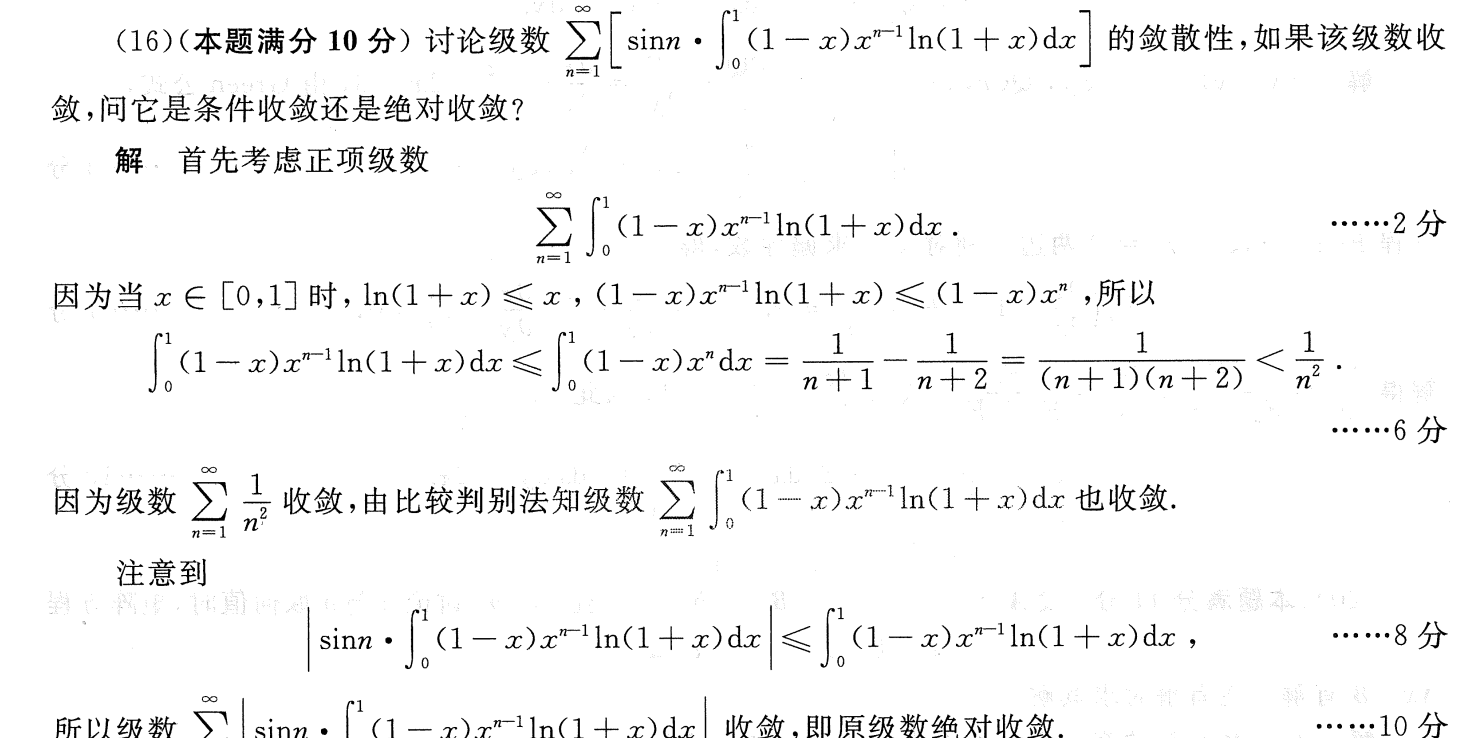 (16)(本题满分 10 分) 讨论级数 $\sum_{n=1}^{\infty}\left[\sin n\cdot\int_0^1(1-x)x^{n-1}\ln(1+x)dx\right]$ 的敛散性,如果该级数收
敛,问它是条件收敛还是绝对收敛?
解 首先考虑正项级数
$\sum_{n=1}^{\infty}\int_0^1(1-x)x^{n-1}\ln(1+x)dx.$ ……2 分
因为当 $x\in[0,1]$ 时, $\ln(1+x)\leqslant x$ , $(1-x)x^{n-1}\ln(1+x)\leqslant(1-x)x^n$ ,所以
$\int_0^1(1-x)x^{n-1}\ln(1+x)dx\leqslant\int_0^1(1-x)x^n dx=\frac{1}{n+1}-\frac{1}{n+2}=\frac{1}{(n+1)(n+2)}<\frac{1}{n^2}.$
……6 分
因为级数 $\sum_{n=1}^{\infty}\frac{1}{n^2}$ 收敛,由比较判别法知级数 $\sum_{n=1}^{\infty}\int_0^1(1-x)x^{n-1}\ln(1+x)dx$ 也收敛.
注意到
$\left|\sin n\cdot\int_0^1(1-x)x^{n-1}\ln(1+x)dx\right|\leqslant\int_0^1(1-x)x^{n-1}\ln(1+x)dx$ , ……8 分
所以级数 $\sum^{\infty}\left|\sin n\cdot\int^1(1-x)x^{n-1}\ln(1+x)dx\right|$ 收敛,即原级数绝对收敛. ……10 分